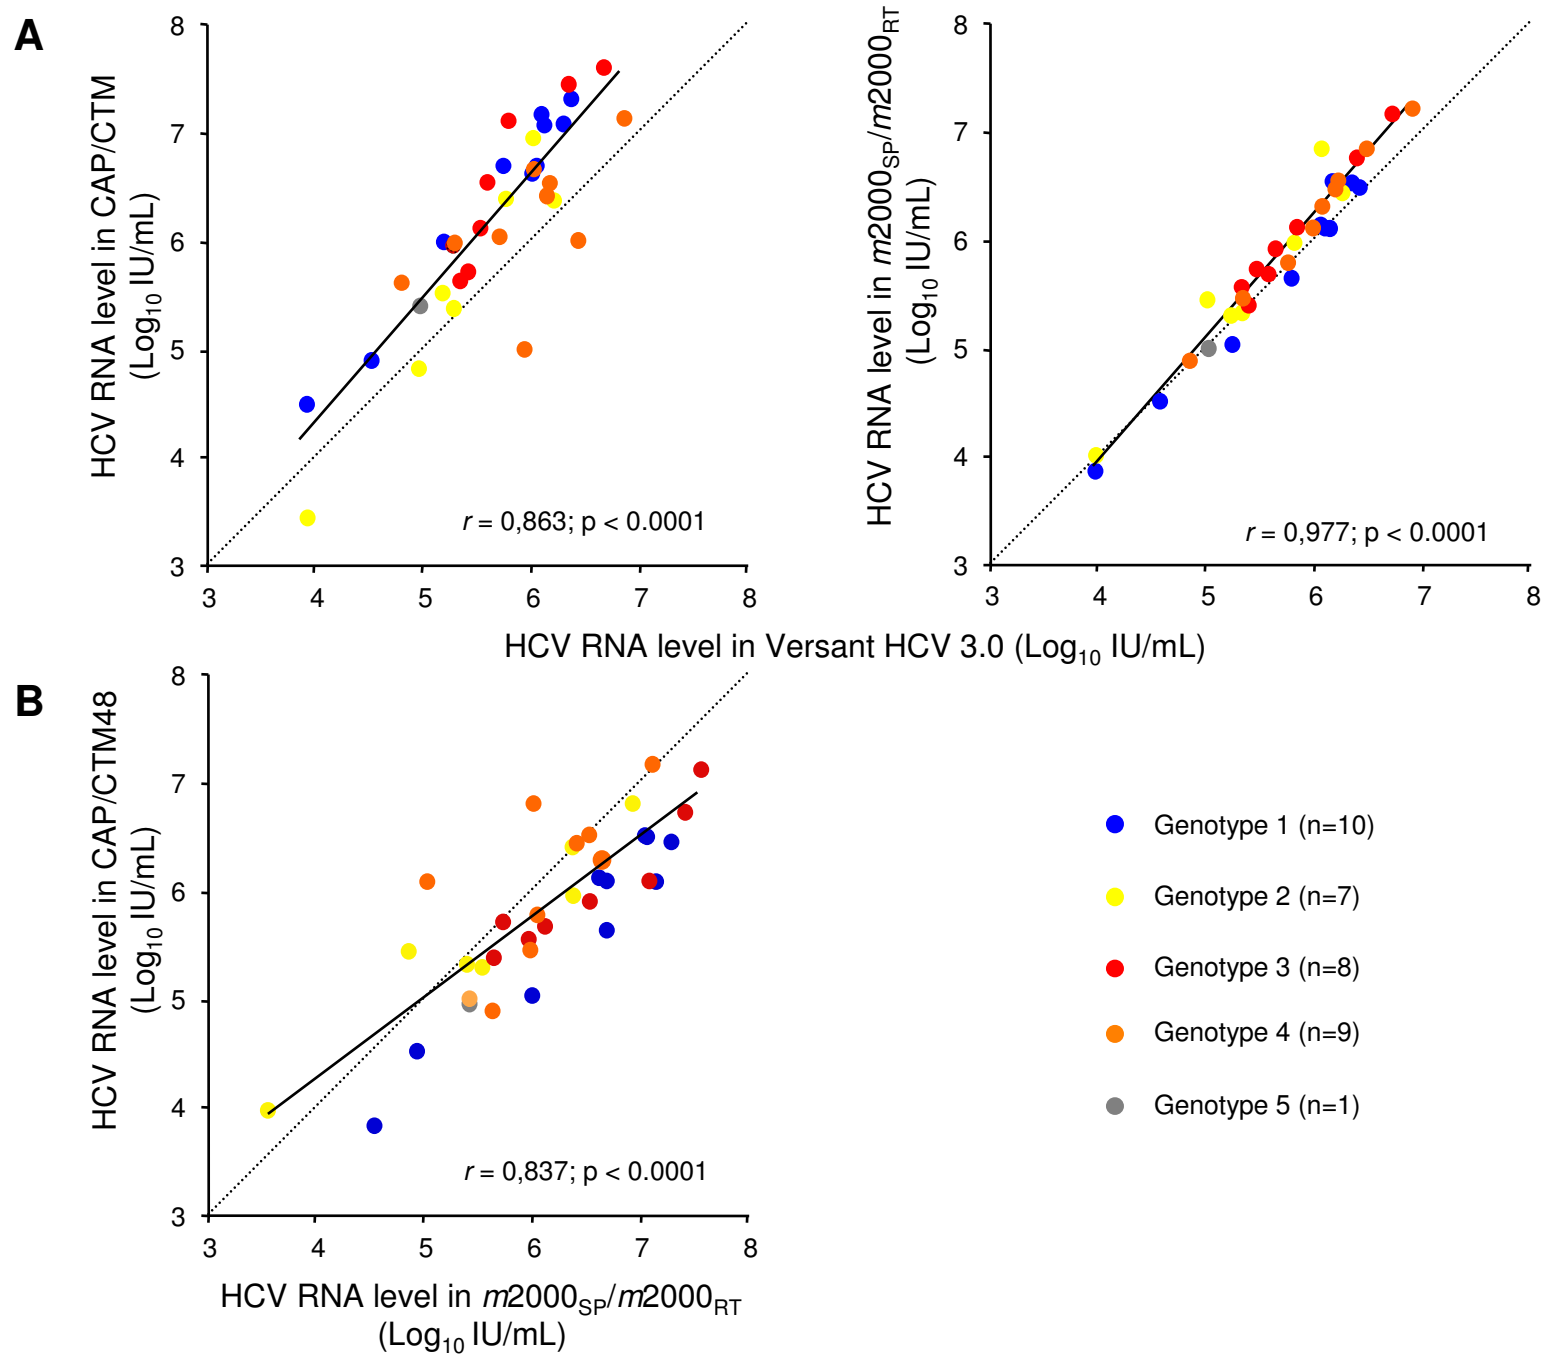 A
HCV RNA level in CAP/CTM
(Log10 IU/mL)
8
7
6
5
4
3
3 4 5 6 7 8
r = 0,863; p < 0.0001
HCV RNA level in m2000SP/m2000RT
(Log10 IU/mL)
8
7
6
5
4
3
3 4 5 6 7 8
r = 0,977; p < 0.0001
HCV RNA level in Versant HCV 3.0 (Log10 IU/mL)
B
HCV RNA level in CAP/CTM48
(Log10 IU/mL)
8
7
6
5
4
3
3 4 5 6 7 8
r = 0,837; p < 0.0001
HCV RNA level in m2000SP/m2000RT
(Log10 IU/mL)
Genotype 1 (n=10)
Genotype 2 (n=7)
Genotype 3 (n=8)
Genotype 4 (n=9)
Genotype 5 (n=1)